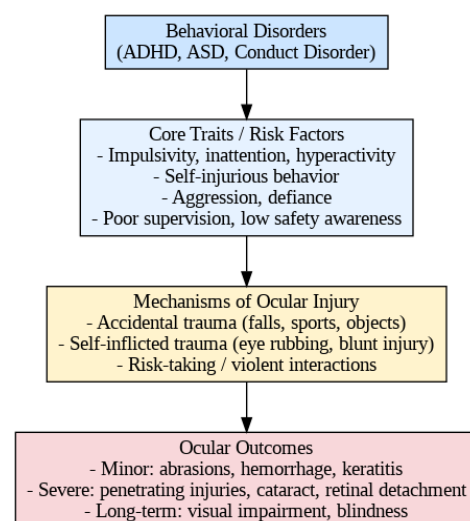 Behavioral Disorders
(ADHD, ASD, Conduct Disorder)
Core Traits / Risk Factors
- Impulsivity, inattention, hyperactivity
- Self-injurious behavior
- Aggression, defiance
- Poor supervision, low safety awareness
Mechanisms of Ocular Injury
- Accidental trauma (falls, sports, objects)
- Self-inflicted trauma (eye rubbing, blunt injury)
- Risk-taking / violent interactions
Ocular Outcomes
- Minor: abrasions, hemorrhage, keratitis
- Severe: penetrating injuries, cataract, retinal detachment
- Long-term: visual impairment, blindness